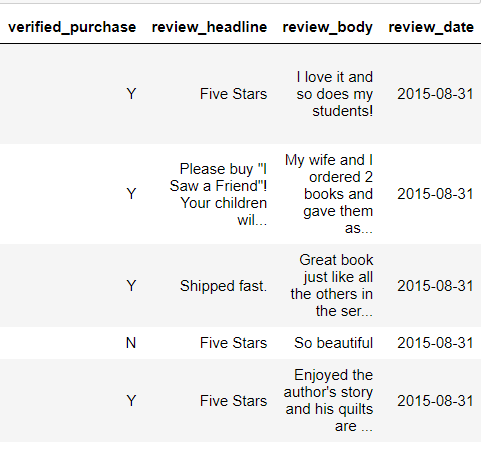 verified_purchase review_headline review_body review_date
Y Five Stars I love it and so does my students! 2015-08-31
Y Please buy "I Saw a Friend"! Your children wil... My wife and I ordered 2 books and gave them as... 2015-08-31
Y Shipped fast. Great book just like all the others in the ser... 2015-08-31
N Five Stars So beautiful 2015-08-31
Y Five Stars Enjoyed the author's story and his quilts are ... 2015-08-31